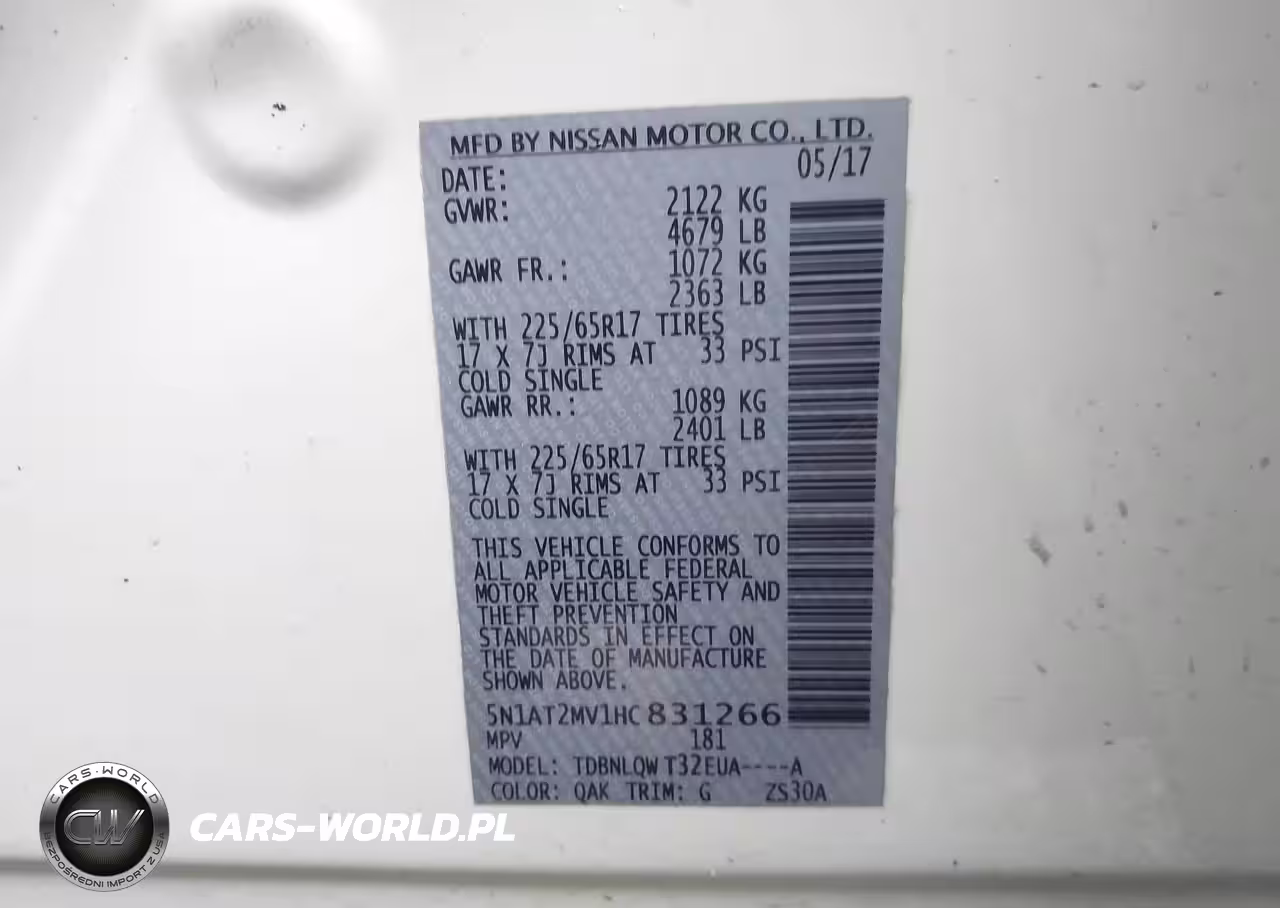 MFD BY NISSAN MOTOR CO., LTD.
DATE: 05/17
GVWR: 2122 KG
4679 LB
GAWR FR.: 1072 KG
2363 LB
WITH 225/65R17 TIRES
17 X 7J RIMS AT 33 PSI
COLD SINGLE
GAWR RR.: 1089 KG
2401 LB
WITH 225/65R17 TIRES
17 X 7J RIMS AT 33 PSI
COLD SINGLE
THIS VEHICLE CONFORMS TO
ALL APPLICABLE FEDERAL
MOTOR VEHICLE SAFETY AND
THEFT PREVENTION
STANDARDS IN EFFECT ON
THE DATE OF MANUFACTURE
SHOWN ABOVE.
5N1AT2MV1HC831266
MPV 181
MODEL: TDBNLQW T32EUA----A
COLOR: QAK TRIM: G ZS30A
CARS-WORLD
CW
BEZPOŚREDNI IMPORT Z USA
CARS-WORLD.PL